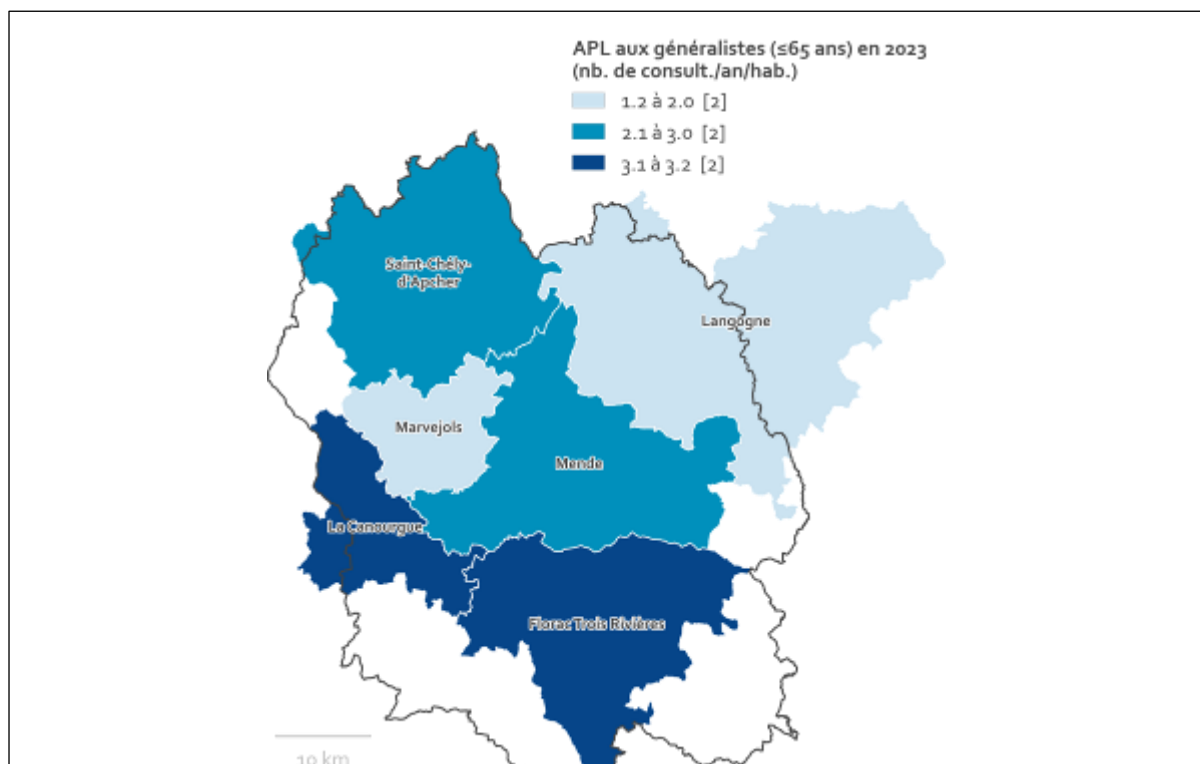 APL aux généralistes (≤65 ans) en 2023
(nb. de consult./an/hab.)
1.2 à 2.0 [2]
2.1 à 3.0 [2]
3.1 à 3.2 [2]
Saint-Chély-
d'Apcher
Langogne
Marvejols
Mende
La Canourgue
Florac Trois Rivières
10 km